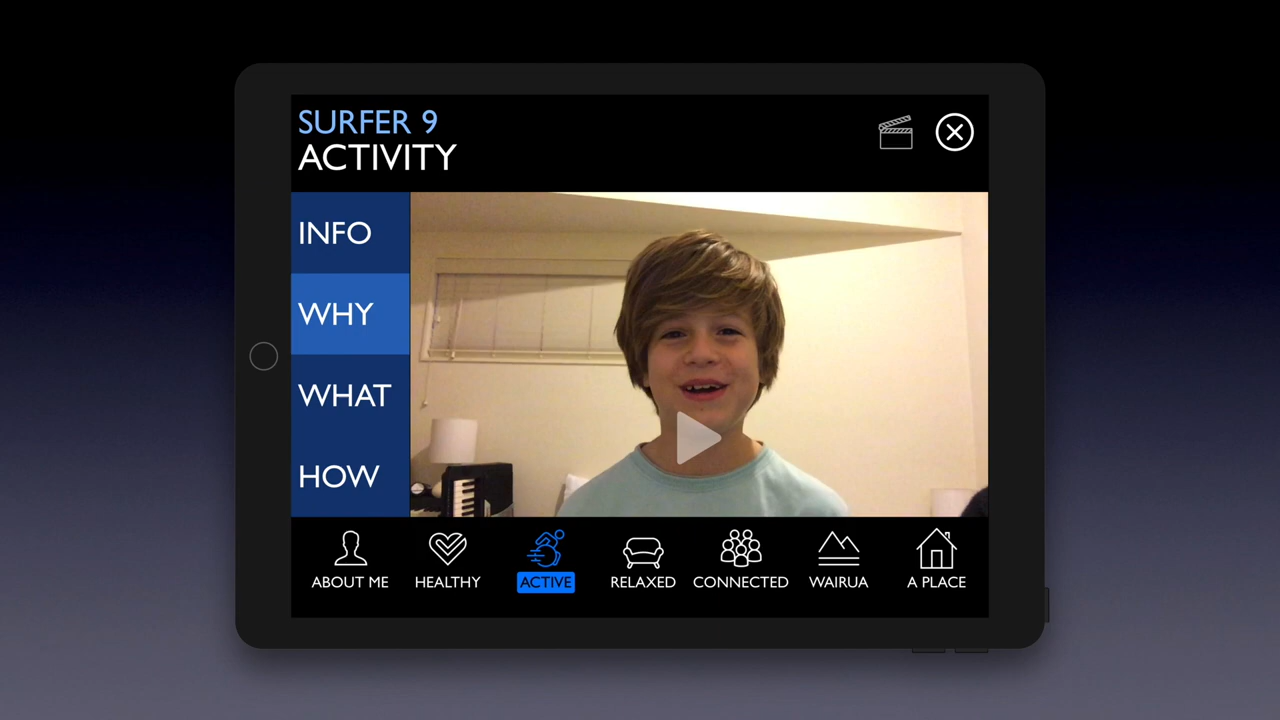 SURFER 9
ACTIVITY
INFO
WHY
WHAT
HOW
ABOUT ME
HEALTHY
ACTIVE
RELAXED
CONNECTED
WAIRUA
A PLACE